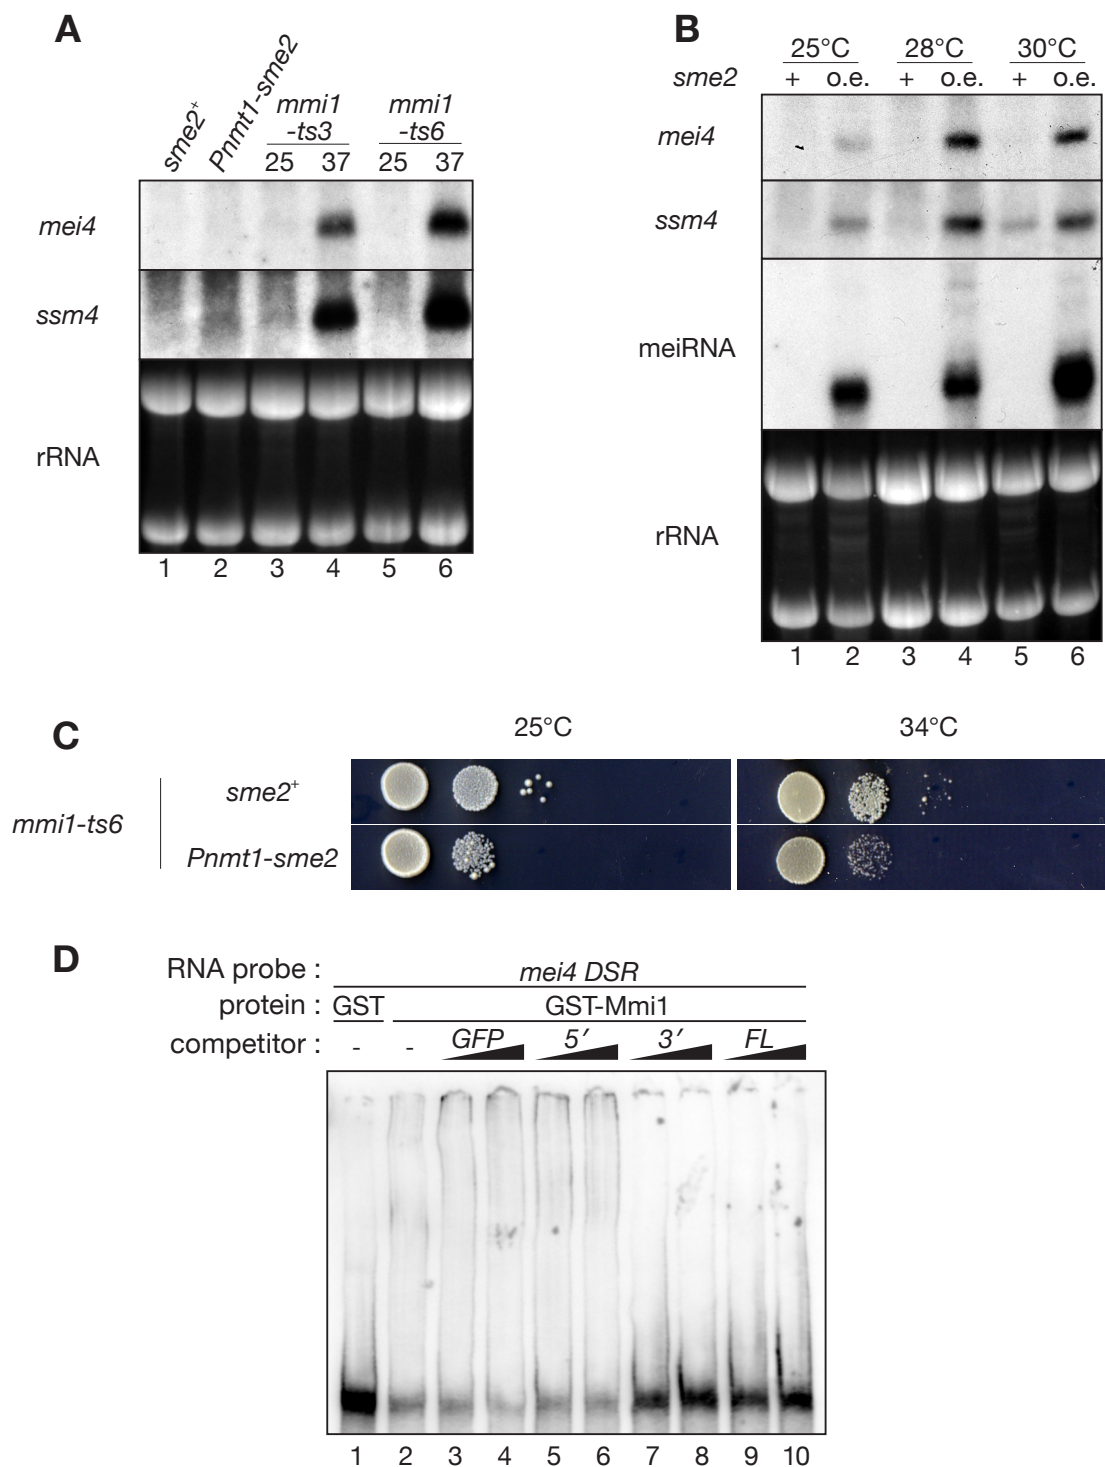 A
sme2+
Pnmt1-sme2
mmi1 mmi1
-ts3 -ts6
25 37 25 37
mei4
ssm4
rRNA
1 2 3 4 5 6
B
25°C 28°C 30°C
sme2 + o.e. + o.e. + o.e.
mei4
ssm4
meiRNA
rRNA
1 2 3 4 5 6
C
25°C 34°C
mmi1-ts6
sme2+
Pnmt1-sme2
D
RNA probe : mei4 DSR
protein : GST GST-Mmi1
competitor : - - GFP 5′ 3′ FL
1 2 3 4 5 6 7 8 9 10